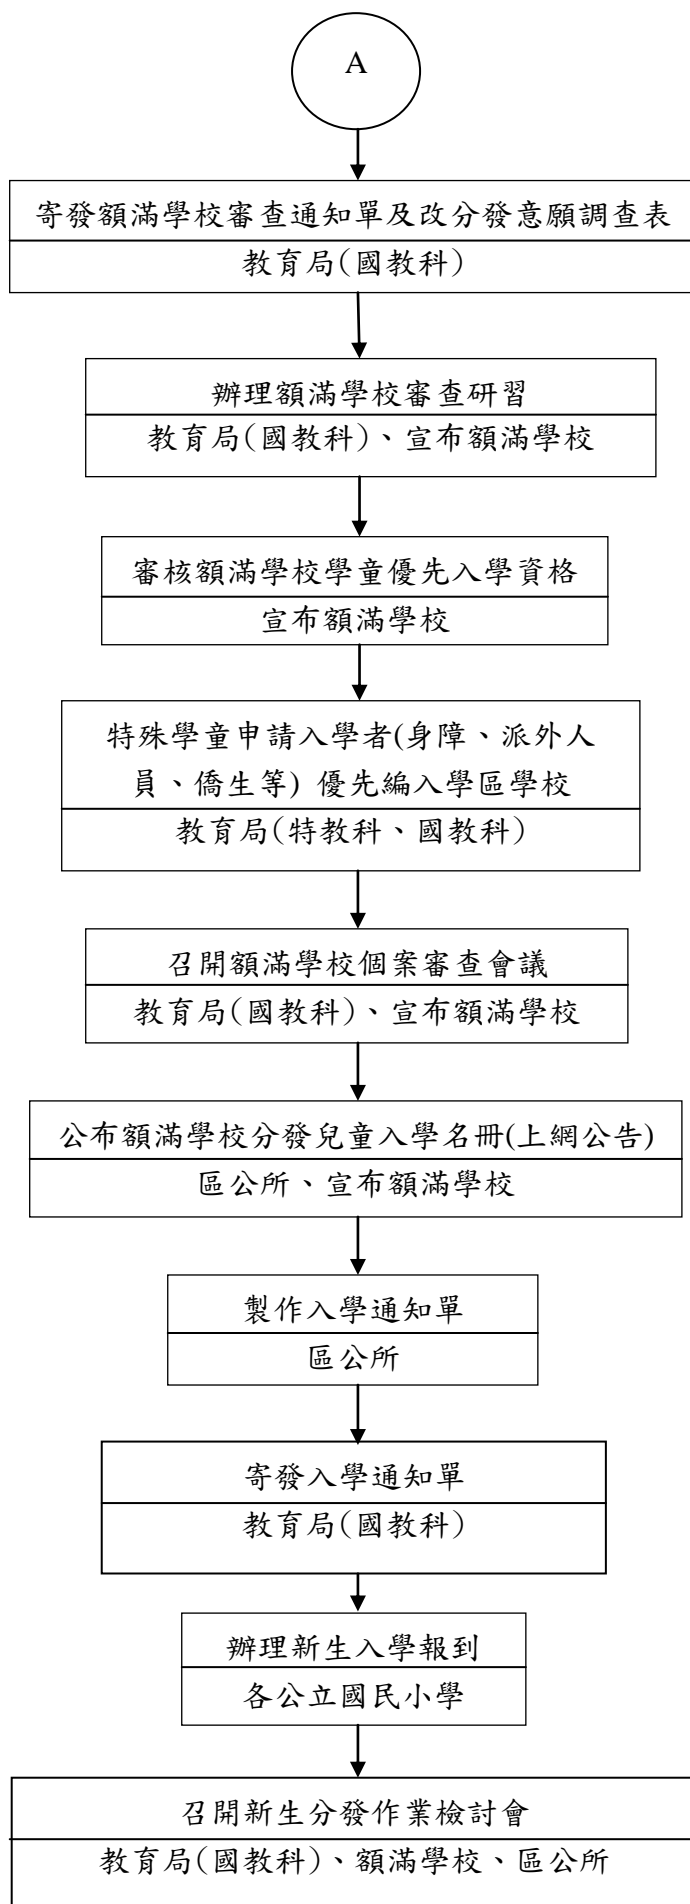 A
寄發額滿學校審查通知單及改分發意願調查表
教育局(國教科)
辦理額滿學校審查研習
教育局(國教科)、宣布額滿學校
審核額滿學校學童優先入學資格
宣布額滿學校
特殊學童申請入學者(身障、派外人
員、僑生等) 優先編入學區學校
教育局(特教科、國教科)
召開額滿學校個案審查會議
教育局(國教科)、宣布額滿學校
公布額滿學校分發兒童入學名冊(上網公告)
區公所、宣布額滿學校
製作入學通知單
區公所
寄發入學通知單
教育局(國教科)
辦理新生入學報到
各公立國民小學
召開新生分發作業檢討會
教育局(國教科)、額滿學校、區公所